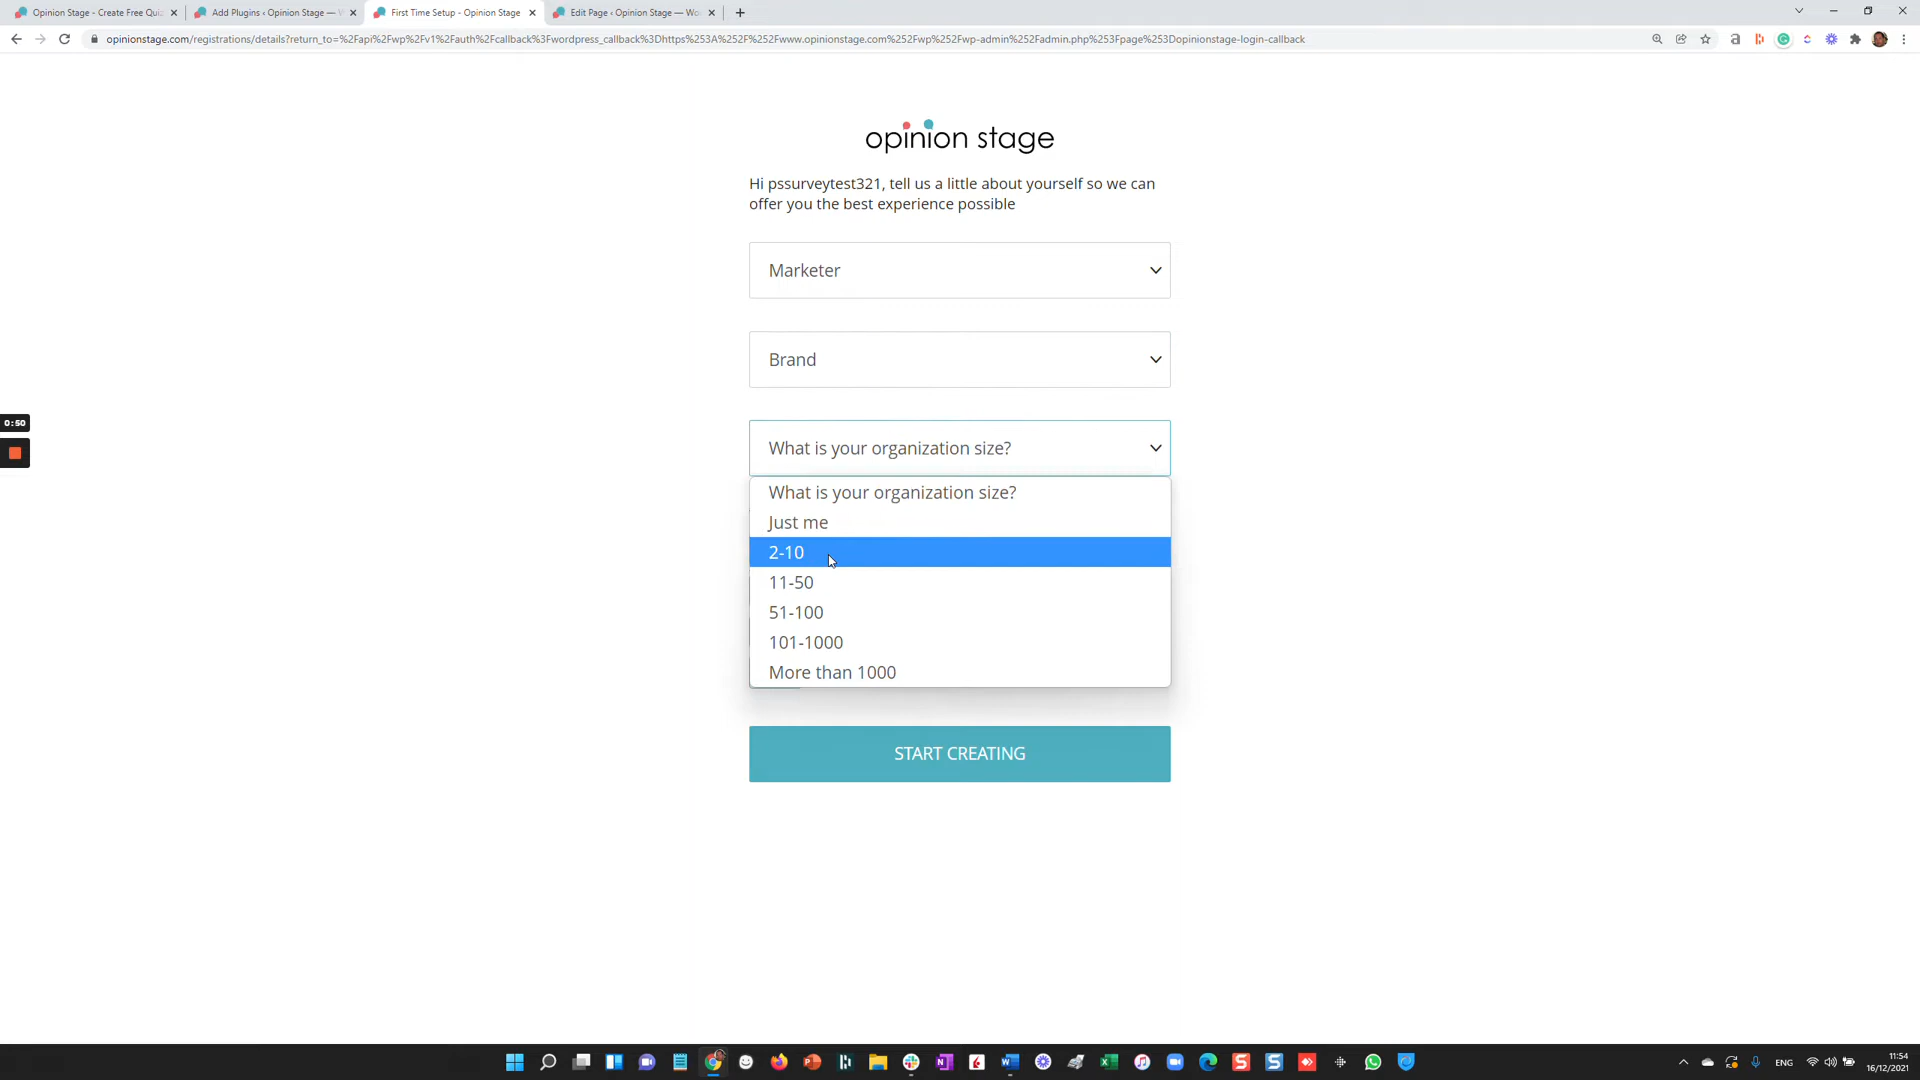 Opinion Stage - Create Free Qui
Add Plugins ‹ Opinion Stage — W
First Time Setup - Opinion Stage
Edit Page ‹ Opinion Stage — Wo
opinionstage.com/registrations/details?return_to=%2Fapi%2Fwp%2Fv1%2Fauth%2Fcallback%3Fwordpress_callback%3Dhttps%253A%252F%252Fwww.opinionstage.com%252Fwp%252Fwp-admin%252Fadmin.php%253Fpage%253Dopinionstage-login-callback
opinion stage
Hi pssurveytest321, tell us a little about yourself so we can
offer you the best experience possible
Marketer
Brand
0:50
What is your organization size?
What is your organization size?
Just me
2-10
11-50
51-100
101-1000
More than 1000
START CREATING
ENG
11:54
16/12/2021